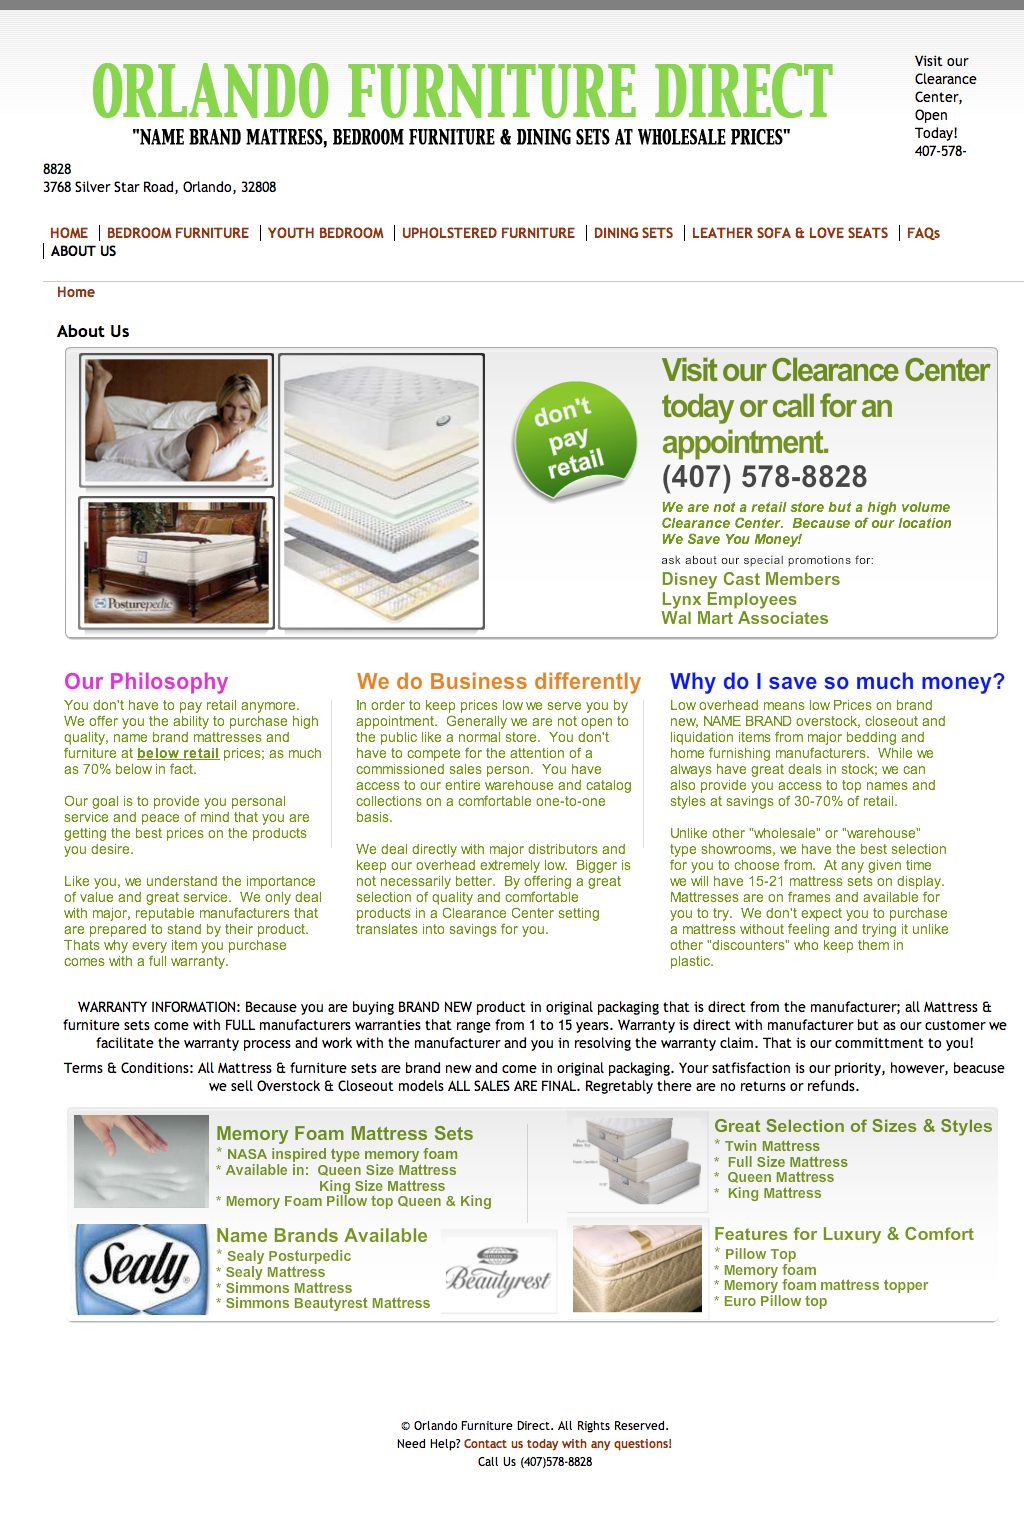 ORLANDO FURNITURE DIRECT
"NAME BRAND MATTRESS, BEDROOM FURNITURE & DINING SETS AT WHOLESALE PRICES"
Visit our
Clearance
Center,
Open
Today!
407-578-
8828
3768 Silver Star Road, Orlando, 32808
HOME BEDROOM FURNITURE YOUTH BEDROOM UPHOLSTERED FURNITURE DINING SETS LEATHER SOFA & LOVE SEATS FAQs
ABOUT US
Home
About Us
Posturepedic
don't
pay
retail
Visit our Clearance Center
today or call for an
appointment.
(407) 578-8828
We are not a retail store but a high volume
Clearance Center. Because of our location
We Save You Money!
ask about our special promotions for:
Disney Cast Members
Lynx Employees
Wal Mart Associates
Our Philosophy
You don't have to pay retail anymore.
We offer you the ability to purchase high
quality, name brand mattresses and
furniture at below retail prices; as much
as 70% below in fact.
Our goal is to provide you personal
service and peace of mind that you are
getting the best prices on the products
you desire.
Like you, we understand the importance
of value and great service. We only deal
with major, reputable manufacturers that
are prepared to stand by their product.
Thats why every item you purchase
comes with a full warranty.
We do Business differently
In order to keep prices low we serve you by
appointment. Generally we are not open to
the public like a normal store. You don't
have to compete for the attention of a
commissioned sales person. You have
access to our entire warehouse and catalog
collections on a comfortable one-to-one
basis.
We deal directly with major distributors and
keep our overhead extremely low. Bigger is
not necessarily better. By offering a great
selection of quality and comfortable
products in a Clearance Center setting
translates into savings for you.
Why do I save so much money?
Low overhead means low Prices on brand
new, NAME BRAND overstock, closeout and
liquidation items from major bedding and
home furnishing manufacturers. While we
always have great deals in stock; we can
also provide you access to top names and
styles at savings of 30-70% of retail.
Unlike other "wholesale" or "warehouse"
type showrooms, we have the best selection
for you to choose from. At any given time
we will have 15-21 mattress sets on display.
Mattresses are on frames and available for
you to try. We don't expect you to purchase
a mattress without feeling and trying it unlike
other "discounters" who keep them in
plastic.
WARRANTY INFORMATION: Because you are buying BRAND NEW product in original packaging that is direct from the manufacturer; all Mattress &
furniture sets come with FULL manufacturers warranties that range from 1 to 15 years. Warranty is direct with manufacturer but as our customer we
facilitate the warranty process and work with the manufacturer and you in resolving the warranty claim. That is our committment to you!
Terms & Conditions: All Mattress & furniture sets are brand new and come in original packaging. Your satfisfaction is our priority, however, beacuse
we sell Overstock & Closeout models ALL SALES ARE FINAL. Regretably there are no returns or refunds.
Memory Foam Mattress Sets
* NASA inspired type memory foam
* Available in: Queen Size Mattress
King Size Mattress
* Memory Foam Pillow top Queen & King
Great Selection of Sizes & Styles
* Twin Mattress
* Full Size Mattress
* Queen Mattress
* King Mattress
Sealy
Name Brands Available
* Sealy Posturpedic
* Sealy Mattress
* Simmons Mattress
* Simmons Beautyrest Mattress
Beautyrest
Features for Luxury & Comfort
* Pillow Top
* Memory foam
* Memory foam mattress topper
* Euro Pillow top
© Orlando Furniture Direct. All Rights Reserved.
Need Help? Contact us today with any questions!
Call Us (407)578-8828